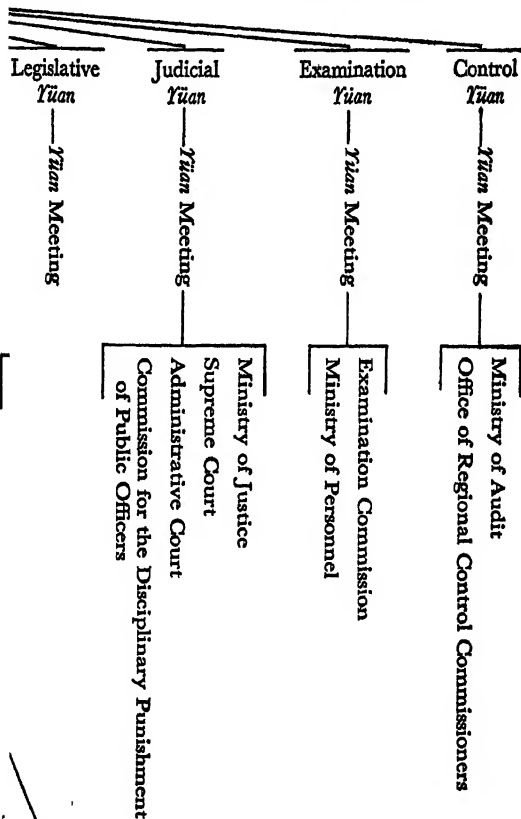 Legislative
Yüan
Yüan Meeting
Judicial
Yüan
Yüan Meeting
Ministry of Justice
Supreme Court
Administrative Court
Commission for the Disciplinary Punishment
of Public Officers
Examination
Yüan
Yüan Meeting
Examination Commission
Ministry of Personnel
Control
Yüan
Yüan Meeting
Ministry of Audit
Office of Regional Control Commissioners